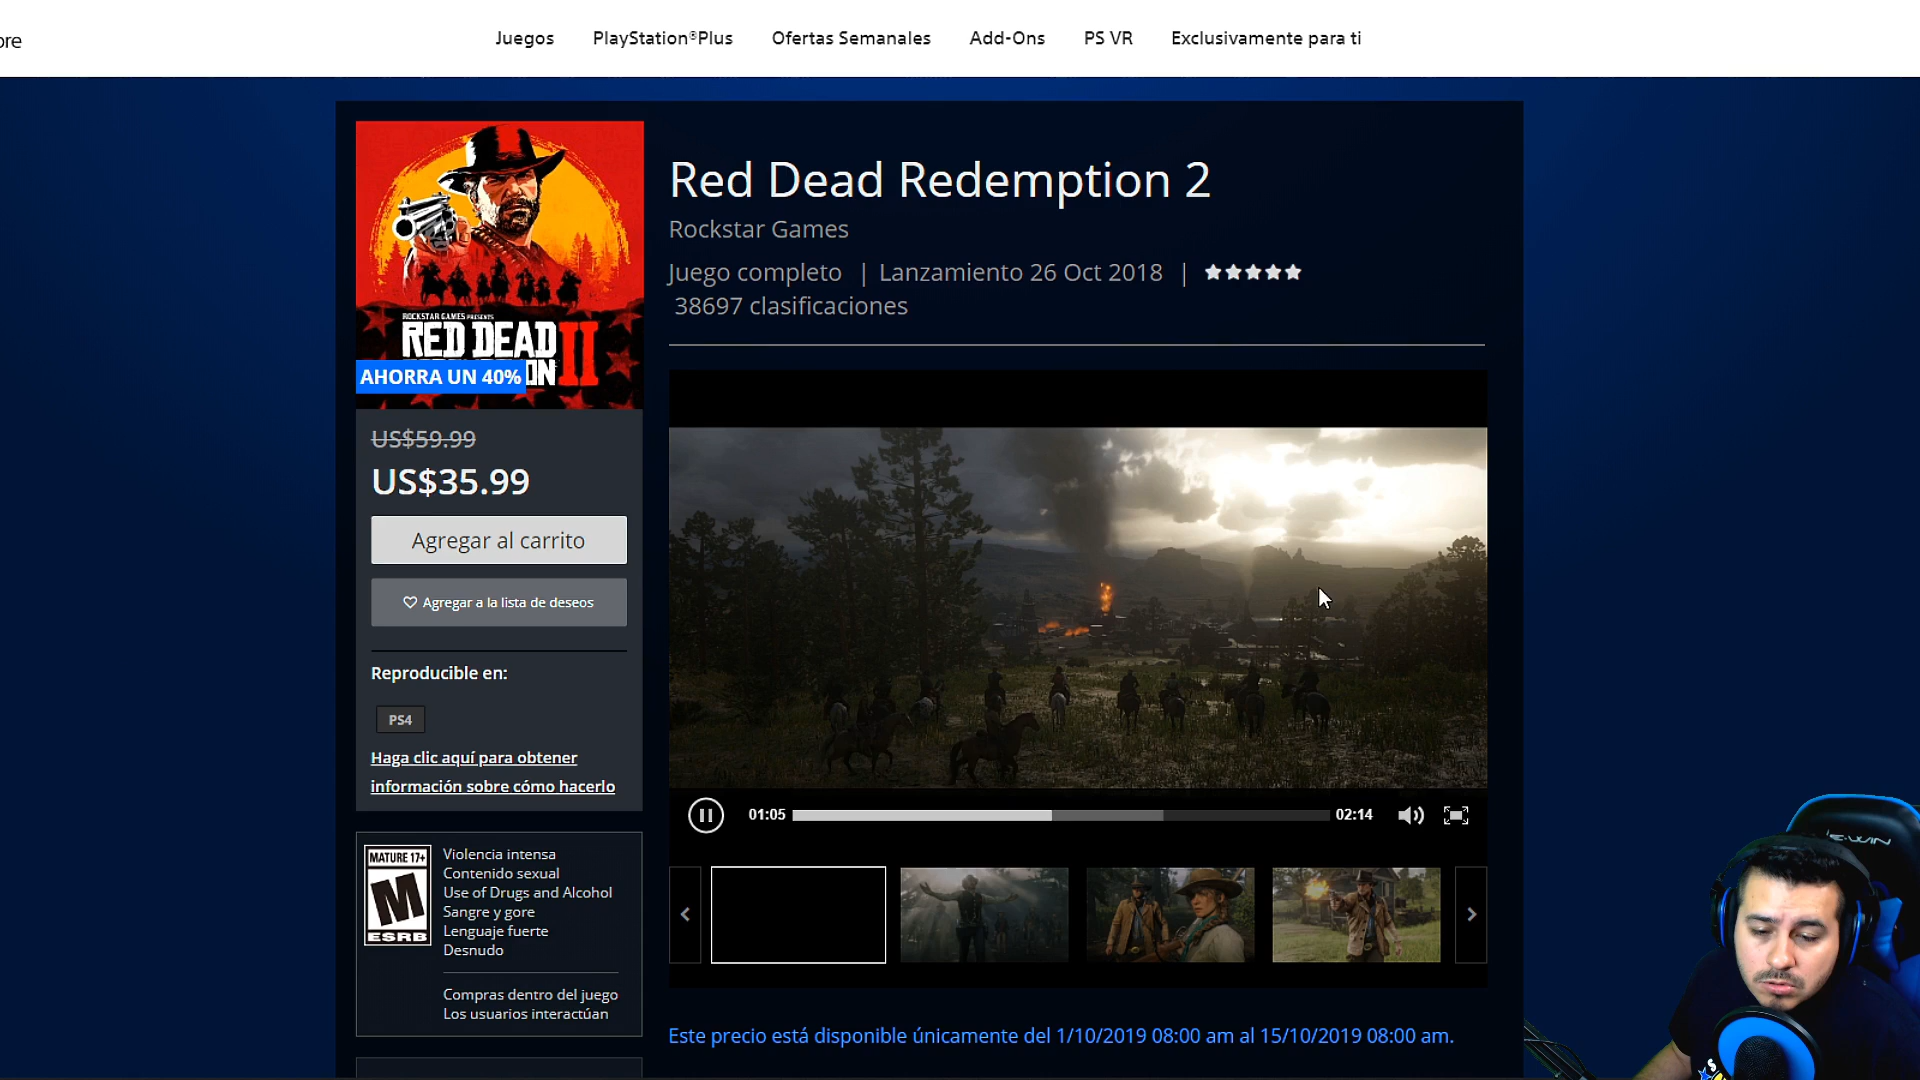 ore
Juegos
PlayStation®Plus
Ofertas Semanales
Add-Ons
PS VR
Exclusivamente para ti
ROCKSTAR GAMES PRESENTS
RED DEAD
II
AHORRA UN 40%
US$59.99
US$35.99
Agregar al carrito
Agregar a la lista de deseos
Reproducible en:
PS4
Haga clic aquí para obtener
información sobre cómo hacerlo
MATURE 17+
M
ESRB
Violencia intensa
Contenido sexual
Use of Drugs and Alcohol
Sangre y gore
Lenguaje fuerte
Desnudo
Compras dentro del juego
Los usuarios interactúan
Red Dead Redemption 2
Rockstar Games
Juego completo | Lanzamiento 26 Oct 2018 |
38697 clasificaciones
01:05
02:14
Este precio está disponible únicamente del 1/10/2019 08:00 am al 15/10/2019 08:00 am.